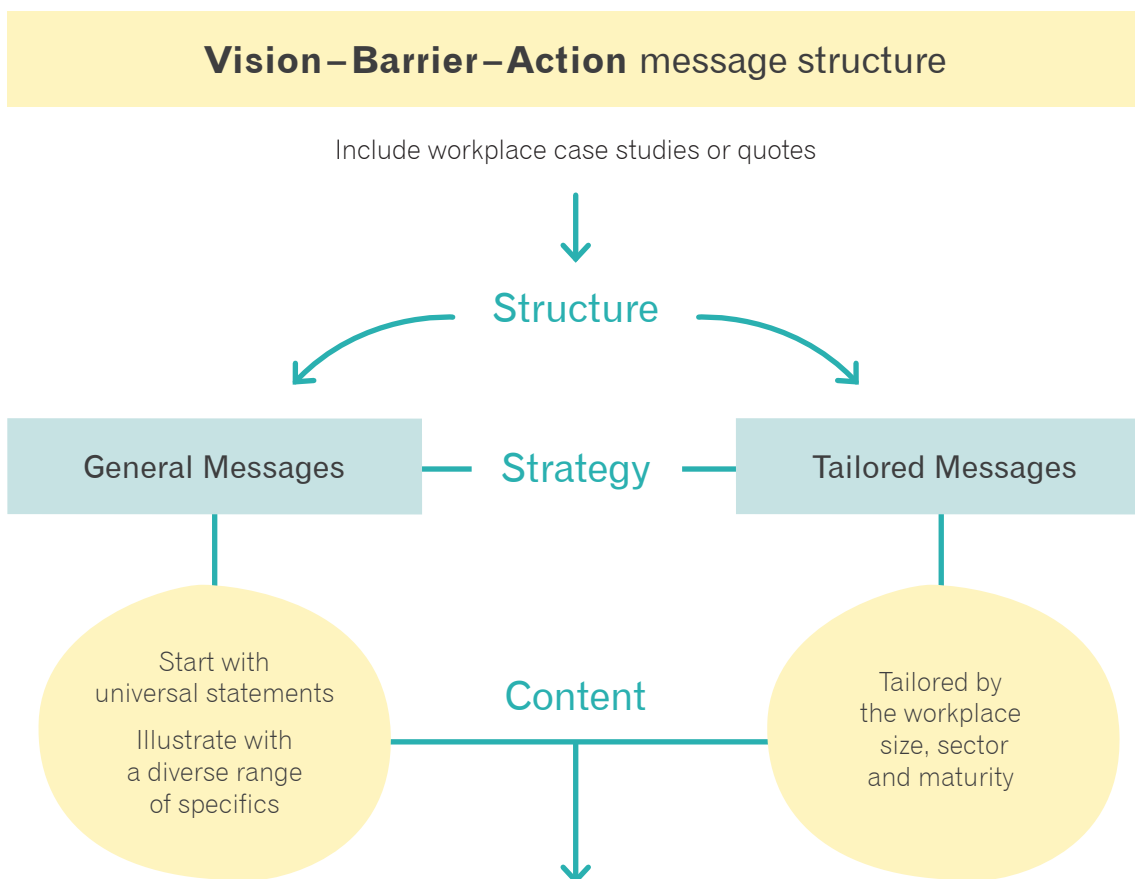 Vision–Barrier–Action message structure
Include workplace case studies or quotes
Structure
General Messages
Strategy
Tailored Messages
Start with
universal statements
Illustrate with
a diverse range
of specifics
Content
Tailored by
the workplace
size, sector
and maturity